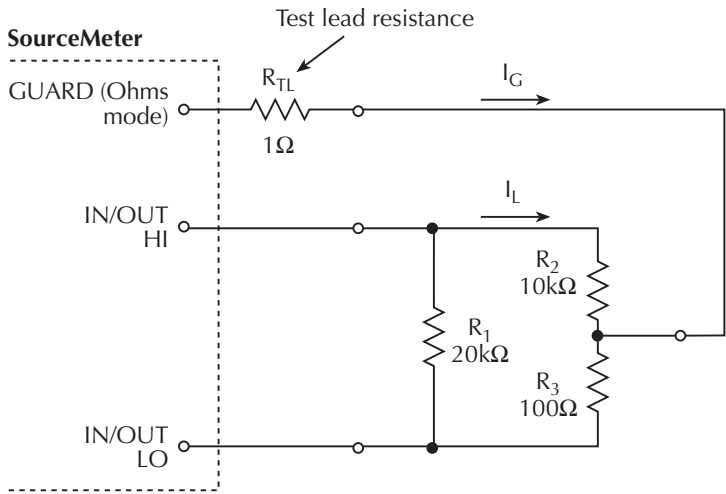 Test lead resistance
SourceMeter
GUARD (Ohms
mode)
R_TL
1Ω
I_G
IN/OUT
HI
I_L
R_2
10kΩ
R_1
20kΩ
R_3
100Ω
IN/OUT
LO